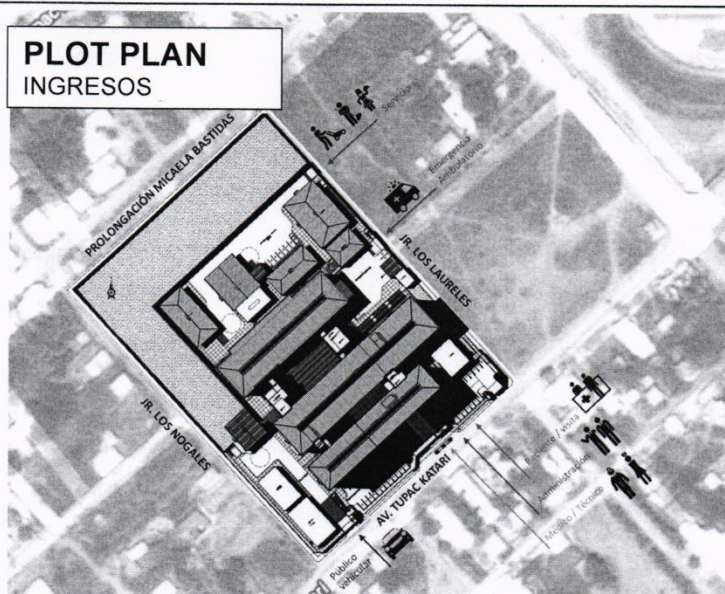 PLOT PLAN
INGRESOS
PROLONGACIÓN MICAELA BASTIDAS
Servicio
Emergencia
Ambulatorio
JR. LOS LAURELES
JR. LOS NOGALES
AV. TUPAC KATARI
Paciente / visita
Administración
Médico / Técnico
Público
vehicular